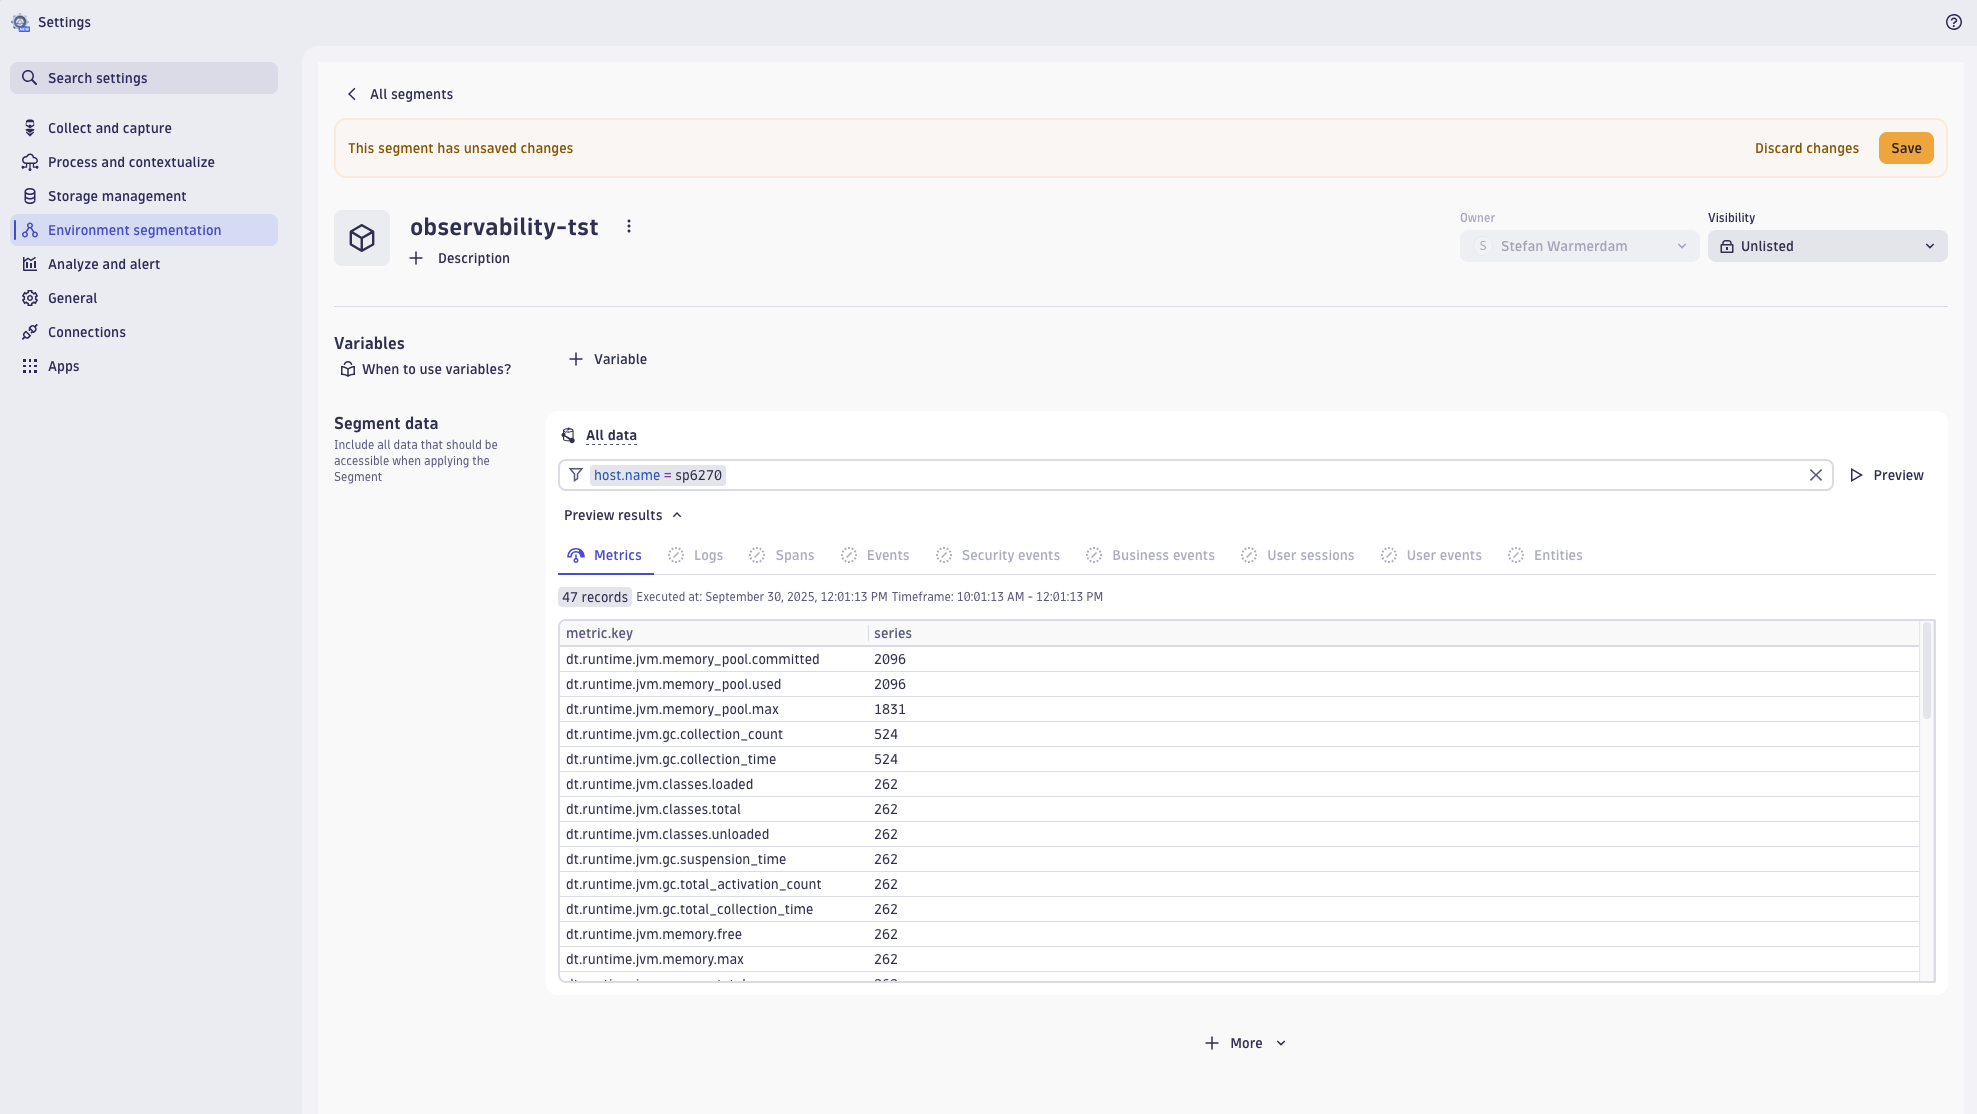 Settings
Search settings
Collect and capture
Process and contextualize
Storage management
Environment segmentation
Analyze and alert
General
Connections
Apps
All segments
This segment has unsaved changes
Discard changes
Save
observability-tst
Description
Owner
S Stefan Warmerdam
Visibility
Unlisted
Variables
When to use variables?
Variable
Segment data
Include all data that should be
accessible when applying the
Segment
All data
host.name = sp6270
Preview
Preview results
Metrics Logs Spans Events Security events Business events User sessions User events Entities
47 records Executed at: September 30, 2025, 12:01:13 PM Timeframe: 10:01:13 AM - 12:01:13 PM
metric.key series
dt.runtime.jvm.memory_pool.committed 2096
dt.runtime.jvm.memory_pool.used 2096
dt.runtime.jvm.memory_pool.max 1831
dt.runtime.jvm.gc.collection_count 524
dt.runtime.jvm.gc.collection_time 524
dt.runtime.jvm.classes.loaded 262
dt.runtime.jvm.classes.total 262
dt.runtime.jvm.classes.unloaded 262
dt.runtime.jvm.gc.suspension_time 262
dt.runtime.jvm.gc.total_activation_count 262
dt.runtime.jvm.gc.total_collection_time 262
dt.runtime.jvm.memory.free 262
dt.runtime.jvm.memory.max 262
More